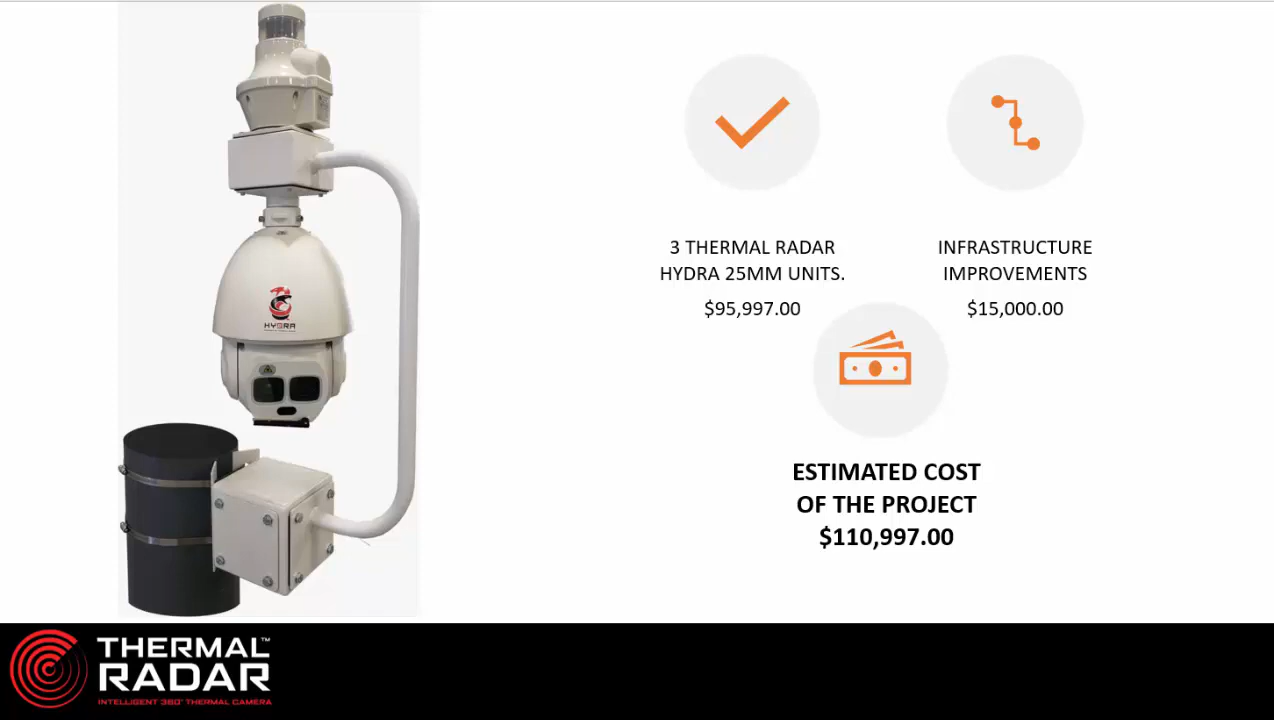 HYDRA
3 THERMAL RADAR
HYDRA 25MM UNITS.
$95,997.00
INFRASTRUCTURE
IMPROVEMENTS
$15,000.00
ESTIMATED COST
OF THE PROJECT
$110,997.00
THERMAL™
RADAR
INTELLIGENT 360° THERMAL CAMERA